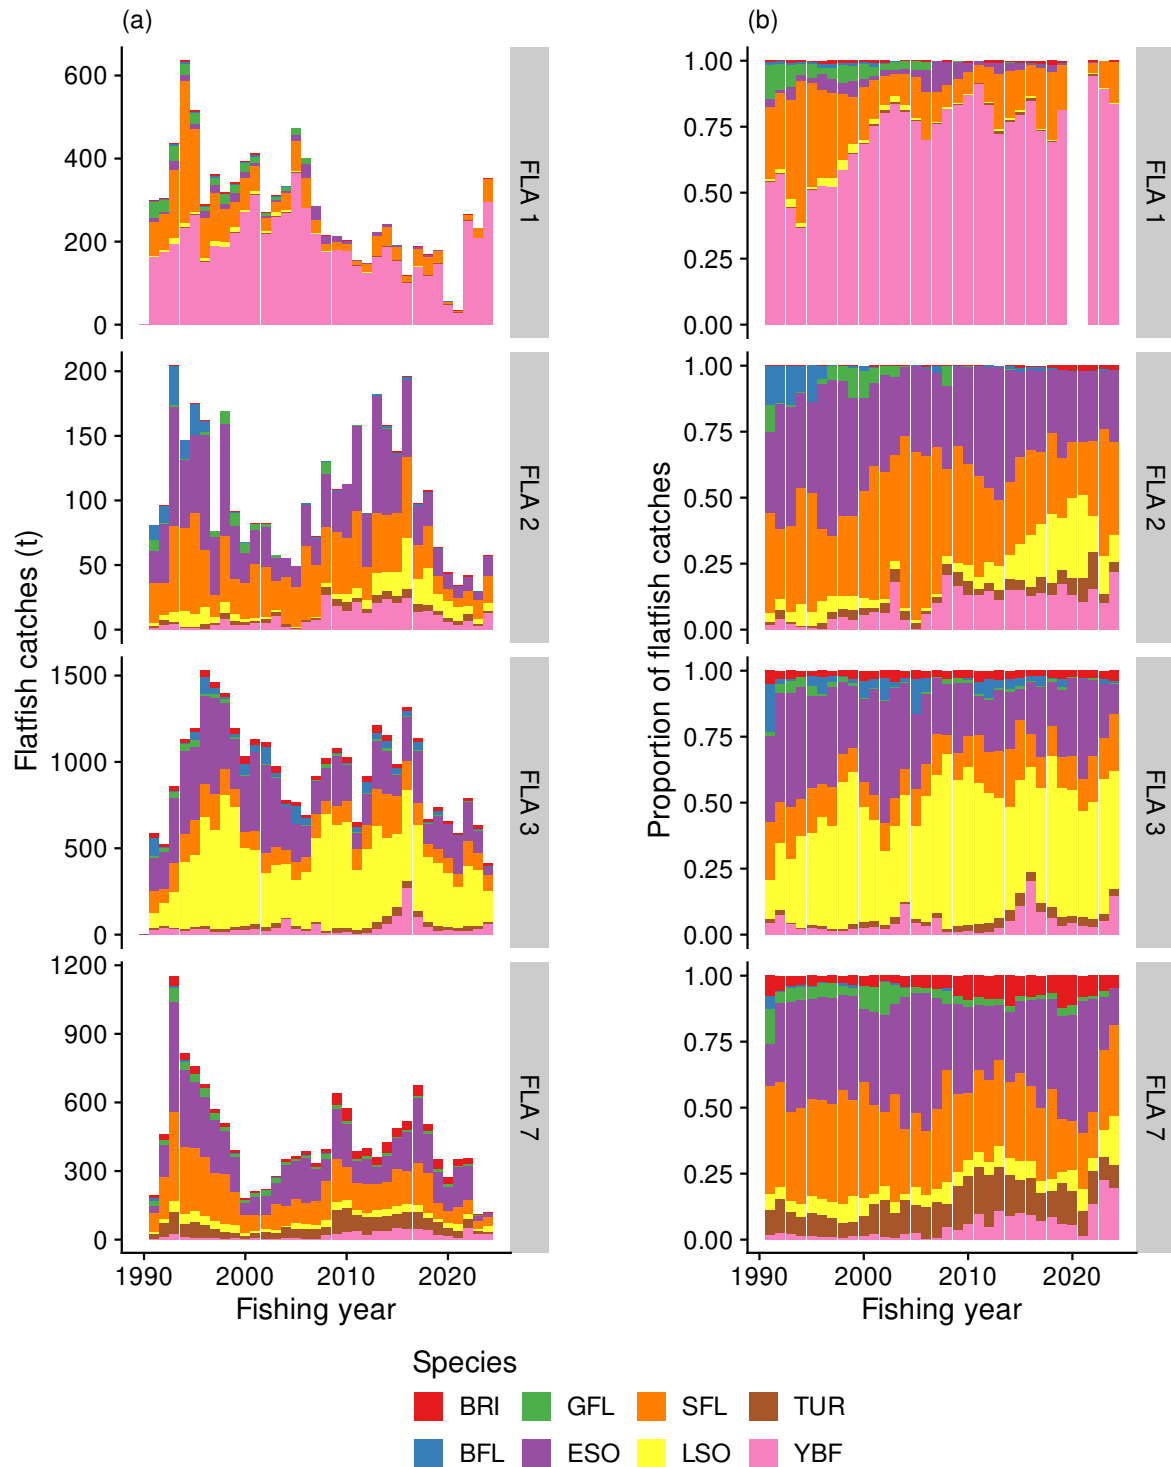 (a)
(b)
Flatfish catches (t)
600
400
200
0
FLA 1
200
150
100
50
0
FLA 2
1500
1000
500
0
FLA 3
1200
900
600
300
0
FLA 7
1990 2000 2010 2020
Fishing year
Proportion of flatfish catches
1.00
0.75
0.50
0.25
0.00
FLA 1
1.00
0.75
0.50
0.25
0.00
FLA 2
1.00
0.75
0.50
0.25
0.00
FLA 3
1.00
0.75
0.50
0.25
0.00
FLA 7
1990 2000 2010 2020
Fishing year
Species
BRI GFL SFL TUR
BFL ESO LSO YBF